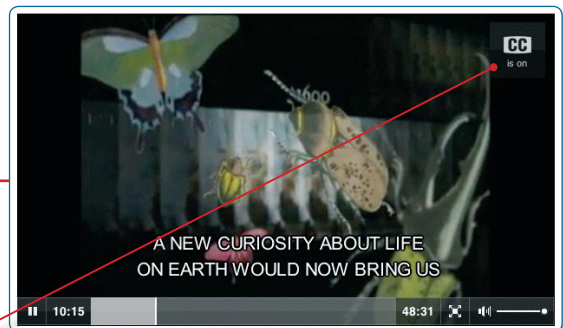 CC
is on
1600
A NEW CURIOSITY ABOUT LIFE
ON EARTH WOULD NOW BRING US
10:15
48:31